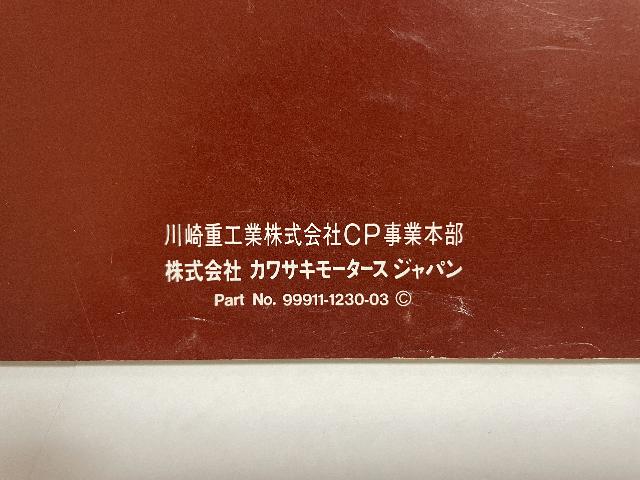 川崎重工業株式会社CP事業本部
株式会社 カワサキモータースジャパン
Part No. 99911-1230-03 ©